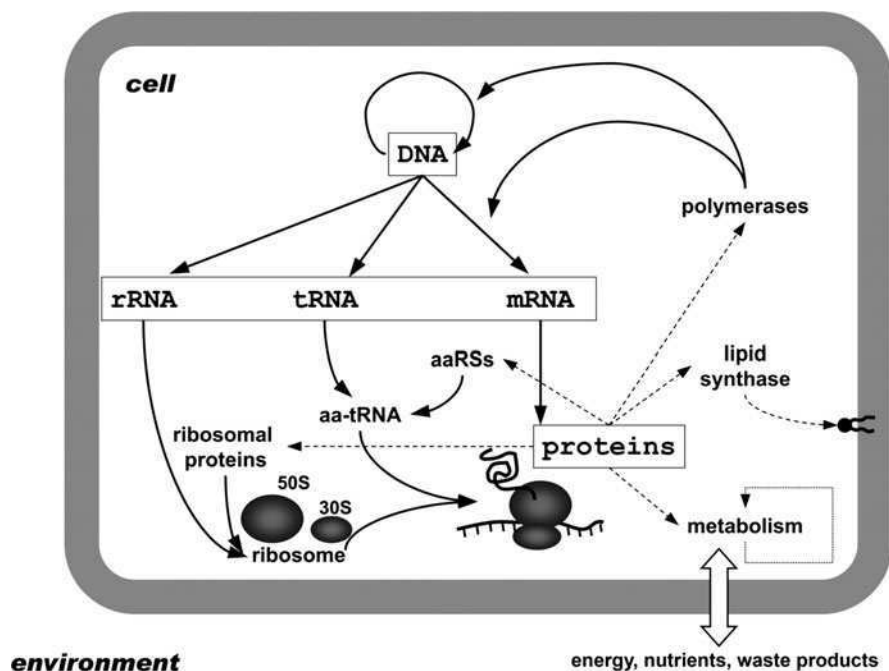 cell
DNA
polymerases
rRNA tRNA mRNA
aaRSs
lipid
synthase
aa-tRNA
ribosomal
proteins
proteins
50S
30S
metabolism
ribosome
environment
energy, nutrients, waste products